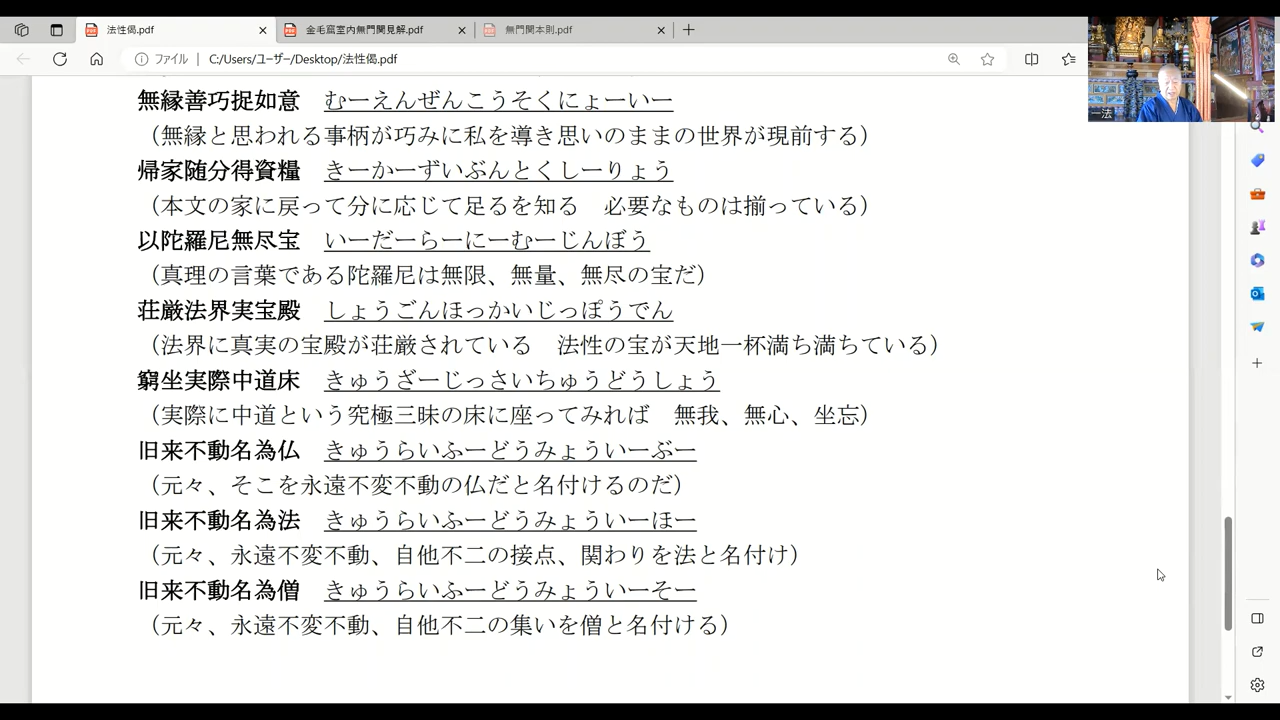 法性偈.pdf
金毛窟室内無門関見解.pdf
無門関本則.pdf
ファイル | C:/Users/ユーザー/Desktop/法性偈.pdf
一法
無縁善巧捉如意 むーえんぜんこうそくにょーいー
(無縁と思われる事柄が巧みに私を導き思いのままの世界が現前する)
帰家随分得資糧 きーかーずいぶんとくしーりょう
(本文の家に戻って分に応じて足るを知る 必要なものは揃っている)
以陀羅尼無尽宝 いーだーらーにーむーじんぼう
(真理の言葉である陀羅尼は無限、無量、無尽の宝だ)
荘厳法界実宝殿 しょうごんほっかいじっぽうでん
(法界に真実の宝殿が荘厳されている 法性の宝が天地一杯満ち満ちている)
窮坐実際中道床 きゅうざーじっさいちゅうどうしょう
(実際に中道という究極三昧の床に座ってみれば 無我、無心、坐忘)
旧来不動名為仏 きゅうらいふーどうみょういーぶー
(元々、そこを永遠不変不動の仏だと名付けるのだ)
旧来不動名為法 きゅうらいふーどうみょういーほー
(元々、永遠不変不動、自他不二の接点、関わりを法と名付け)
旧来不動名為僧 きゅうらいふーどうみょういーそー
(元々、永遠不変不動、自他不二の集いを僧と名付ける)